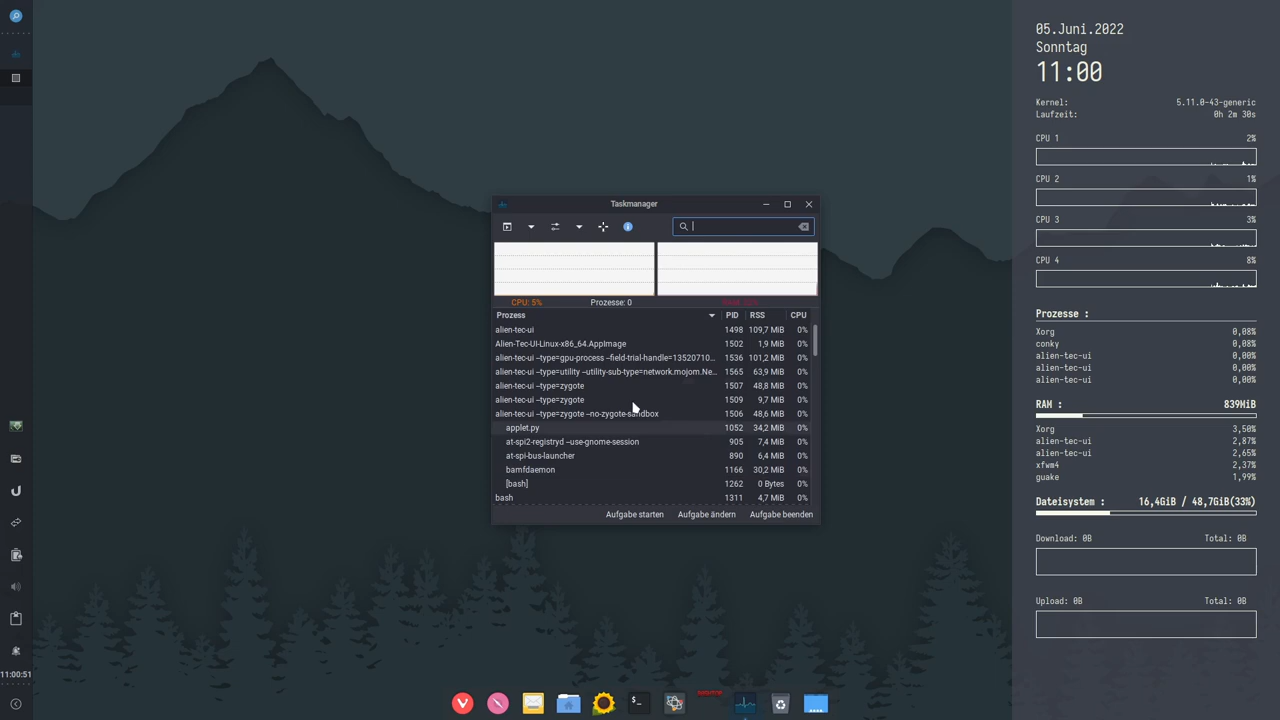 11:00:51
Taskmanager
CPU: 5%
Prozesse: 0
Prozess
PID
RSS
CPU
alien-tec-ui 1498 109,7 MiB 0%
Alien-Tec-UI-Linux-x86_64.AppImage 1502 1,9 MiB 0%
alien-tec-ui --type=gpu-process --field-trial-handle=13520710... 1536 101,2 MiB 0%
alien-tec-ui --type=utility --utility-sub-type=network.mojom.Ne... 1565 63,9 MiB 0%
alien-tec-ui --type=zygote 1507 48,8 MiB 0%
alien-tec-ui --type=zygote 1509 9,7 MiB 0%
alien-tec-ui --type=zygote --no-zygote-sandbox 1506 48,6 MiB 0%
applet.py 1052 34,2 MiB 0%
at-spi2-registryd --use-gnome-session 905 7,4 MiB 0%
at-spi-bus-launcher 890 6,4 MiB 0%
bamfdaemon 1166 30,2 MiB 0%
[bash] 1262 0 Bytes 0%
bash 1311 4,7 MiB 0%
Aufgabe starten Aufgabe ändern Aufgabe beenden
05.Juni.2022
Sonntag
11:00
Kernel: 5.11.0-43-generic
Laufzeit: 0h 2m 30s
CPU 1 2%
CPU 2 1%
CPU 3 3%
CPU 4 8%
Prozesse :
Xorg 0,08%
conky 0,08%
alien-tec-ui 0,00%
alien-tec-ui 0,00%
alien-tec-ui 0,00%
RAM : 839MiB
Xorg 3,50%
alien-tec-ui 2,87%
alien-tec-ui 2,65%
xfwm4 2,37%
guake 1,99%
Dateisystem : 16,4GiB / 48,7GiB(33%)
Download: 0B Total: 0B
Upload: 0B Total: 0B